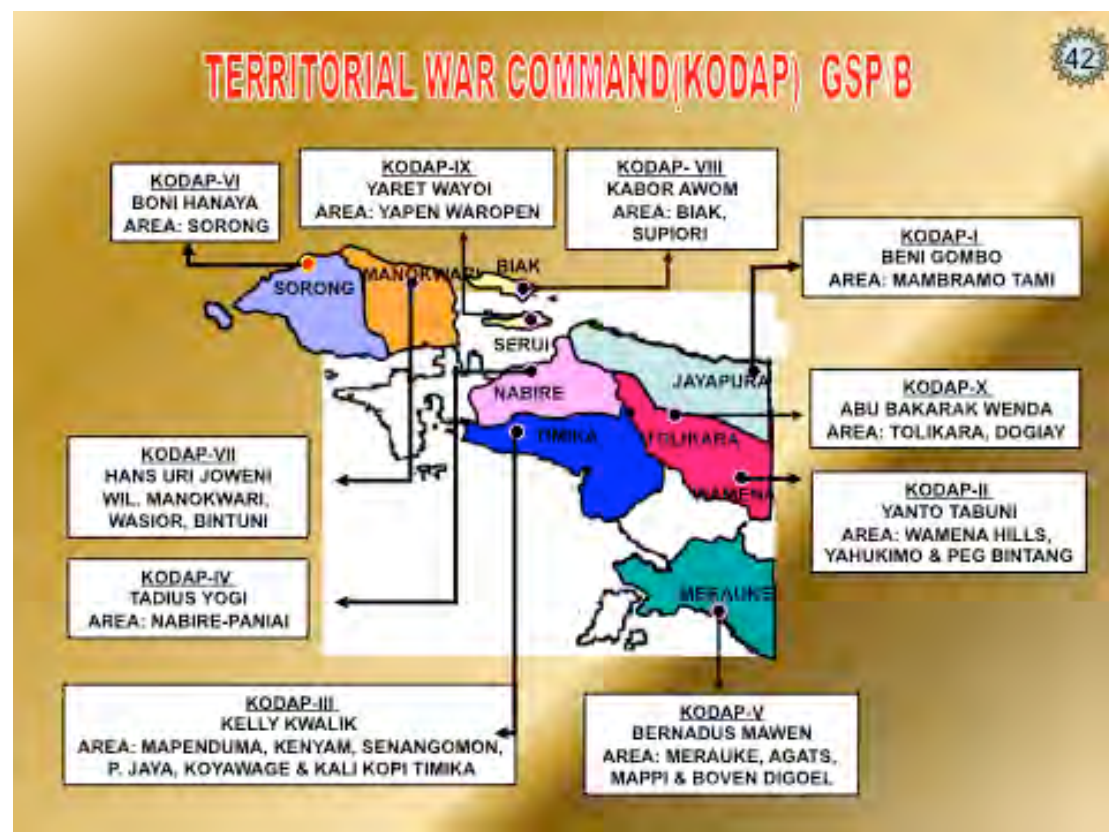 42
TERRITORIAL WAR COMMAND(KODAP) GSP B
KODAP-VI
BONI HANAYA
AREA: SORONG
KODAP-IX
YARET WAYOI
AREA: YAPEN WAROPEN
KODAP- VIII
KABOR AWOM
AREA: BIAK,
SUPIORI
KODAP-I
BENI GOMBO
AREA: MAMBRAMO TAMI
MANOKWARI
BIAK
SORONG
SERUI
NABIRE
JAYAPURA
TIMIKA
TOLIKARA
WAMENA
MERAUKE
KODAP-X
ABU BAKARAK WENDA
AREA: TOLIKARA, DOGIAY
KODAP-VII
HANS URI JOWENI
WIL. MANOKWARI,
WASIOR, BINTUNI
KODAP-II
YANTO TABUNI
AREA: WAMENA HILLS,
YAHUKIMO & PEG BINTANG
KODAP-IV
TADIUS YOGI
AREA: NABIRE-PANIAI
KODAP-III
KELLY KWALIK
AREA: MAPENDUMA, KENYAM, SENANGOMON,
P. JAYA, KOYAWAGE & KALI KOPI TIMIKA
KODAP-V
BERNADUS MAWEN
AREA: MERAUKE, AGATS,
MAPPI & BOVEN DIGOEL